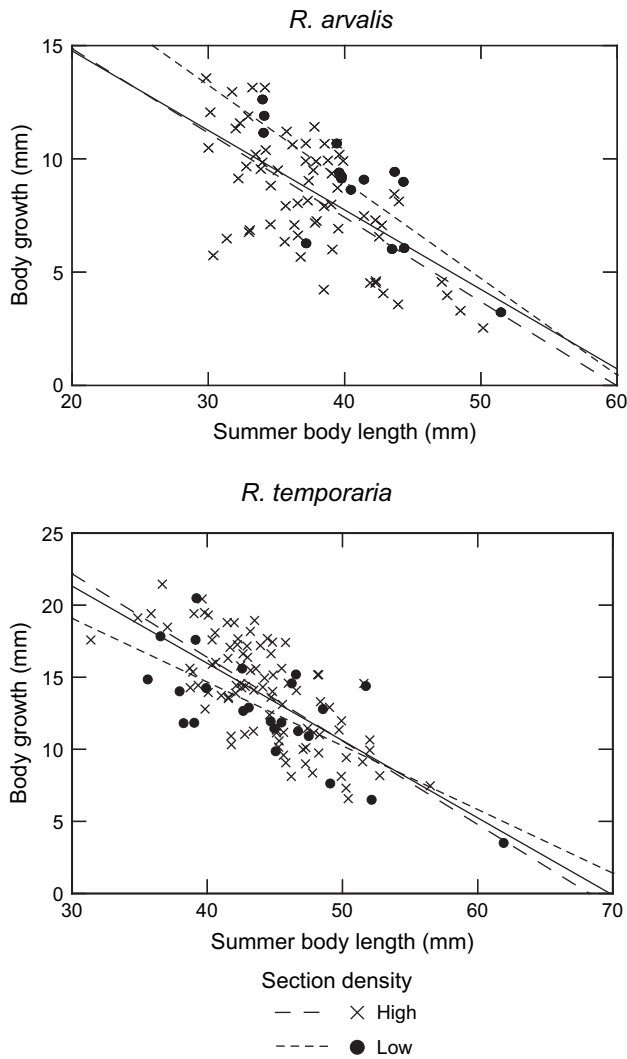 R. arvalis
15
10
5
0
Body growth (mm)
20 30 40 50 60
Summer body length (mm)
R. temporaria
25
20
15
10
5
0
Body growth (mm)
30 40 50 60 70
Summer body length (mm)
Section density
High
Low